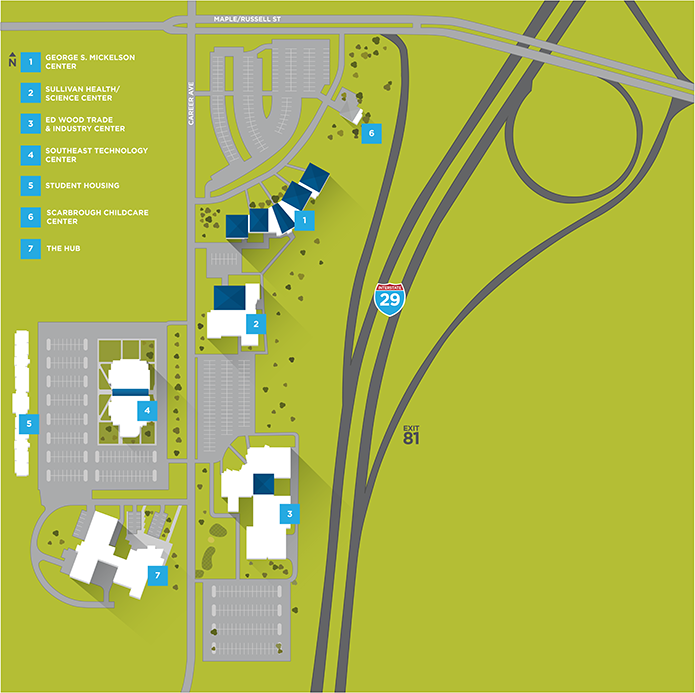 MAPLE/RUSSELL ST
N
1
GEORGE S. MICKELSON
CENTER
2
SULLIVAN HEALTH/
SCIENCE CENTER
3
ED WOOD TRADE
& INDUSTRY CENTER
4
SOUTHEAST TECHNOLOGY
CENTER
5
STUDENT HOUSING
6
SCARBROUGH CHILDCARE
CENTER
7
THE HUB
CAREER AVE
6
1
INTERSTATE
29
2
4
5
EXIT
81
3
7